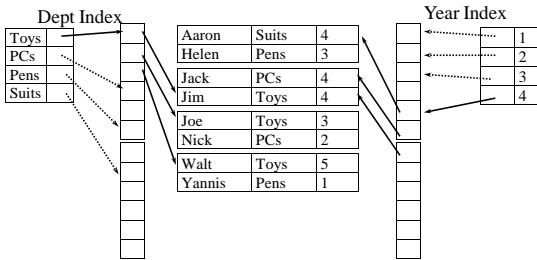 Dept Index
Year Index
Toys
PCs
Pens
Suits
Aaron Suits 4
Helen Pens 3
Jack PCs 4
Jim Toys 4
Joe Toys 3
Nick PCs 2
Walt Toys 5
Yannis Pens 1
1
2
3
4